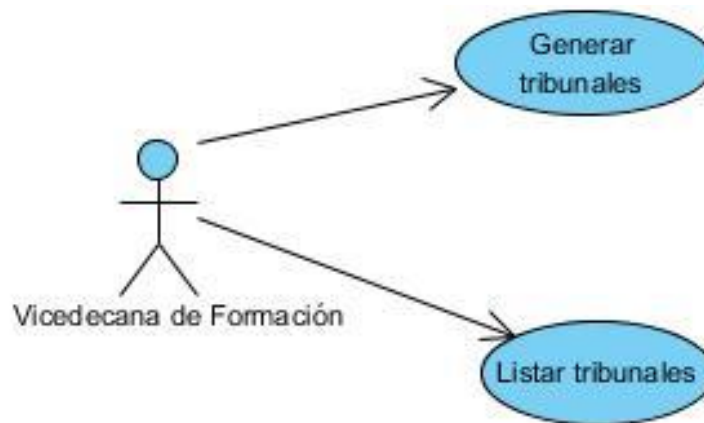 Generar
tribunales
Vicedecana de Formación
Listar tribunales